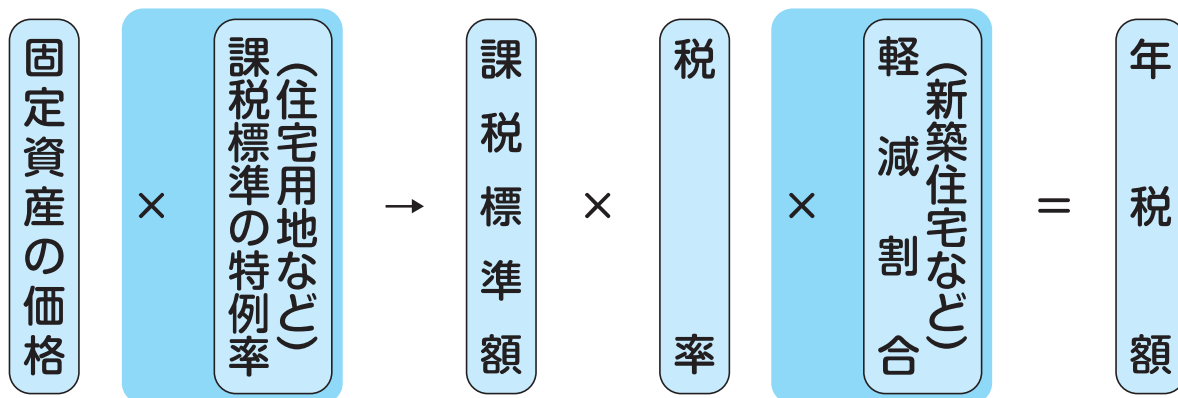 固定資産の価格
×
(住宅用地など)
課税標準の特例率
→
課税標準額
×
税率
×
(新築住宅など)
軽減割合
=
年税額